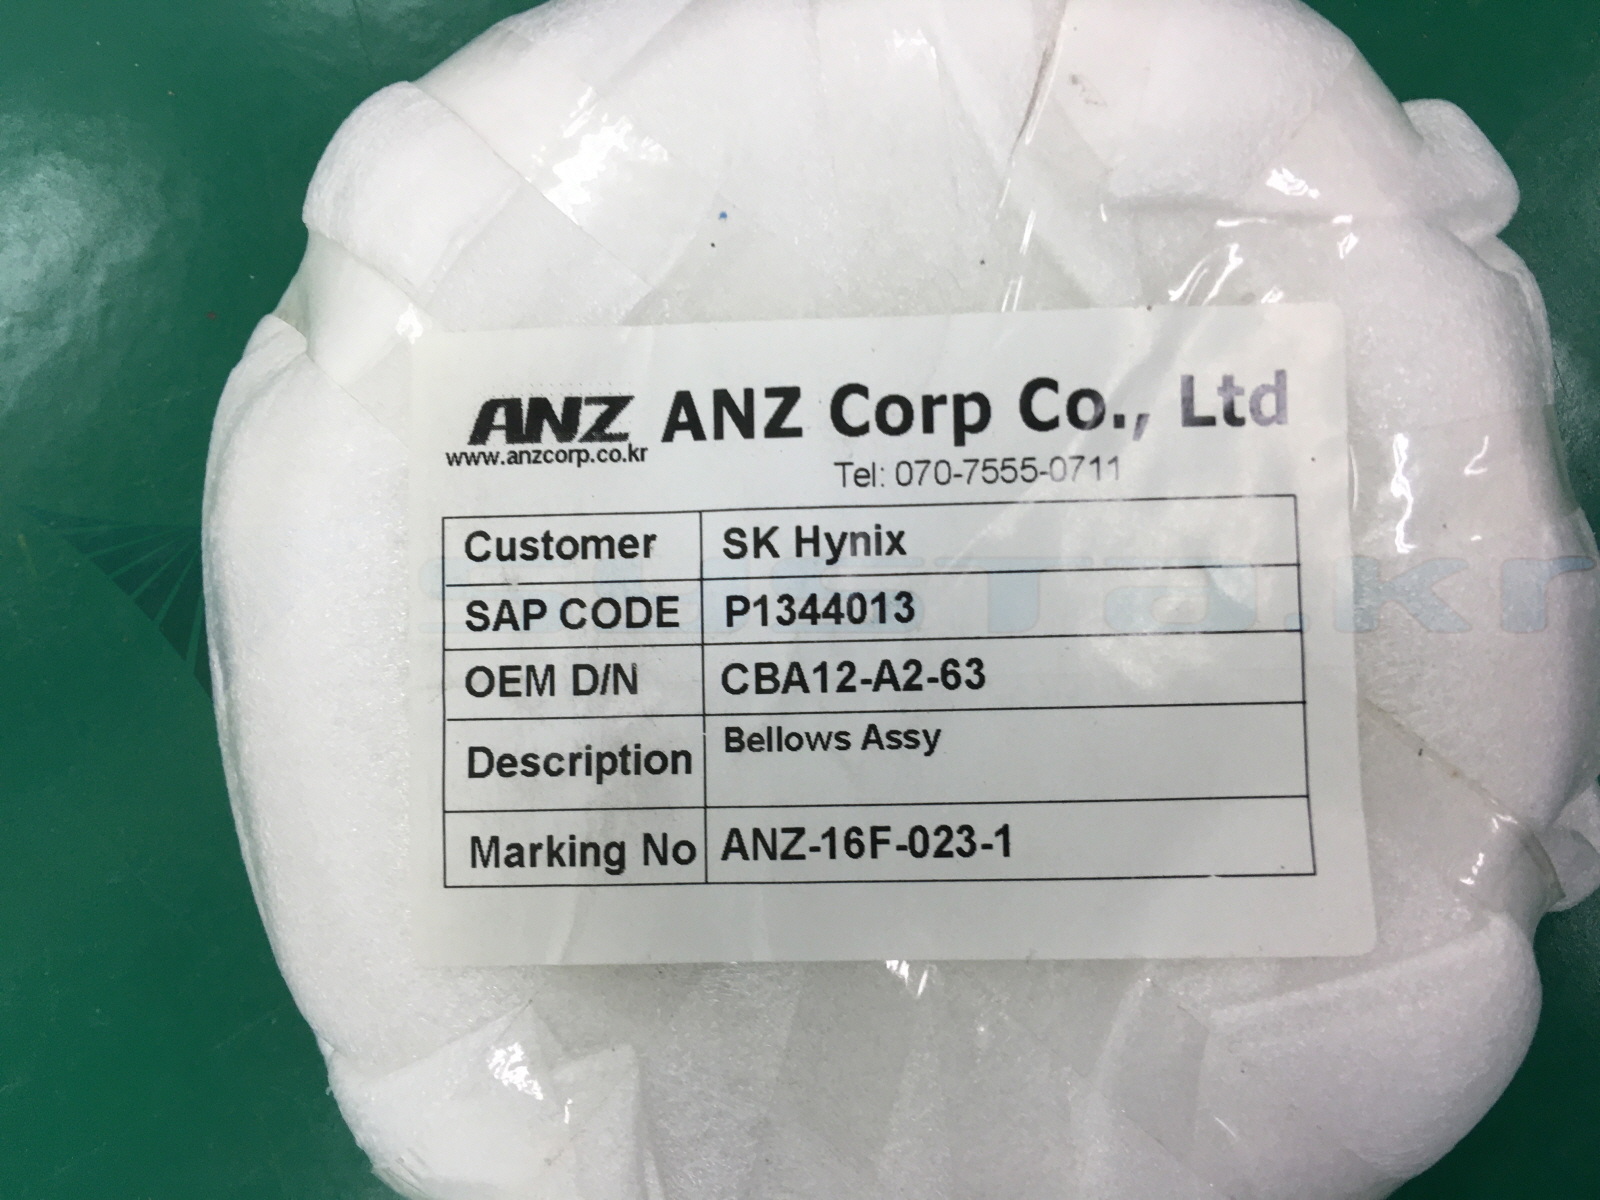 ANZ ANZ Corp Co., Ltd
www.anzcorp.co.kr
Tel: 070-7555-0711
Customer SK Hynix
SAP CODE P1344013
OEM D/N CBA12-A2-63
Description Bellows Assy
Marking No ANZ-16F-023-1